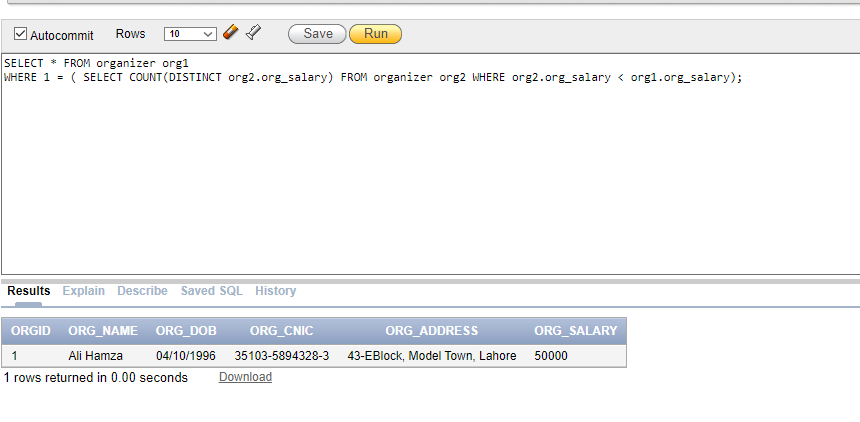 Autocommit Rows 10 Save Run
SELECT * FROM organizer org1
WHERE 1 = ( SELECT COUNT(DISTINCT org2.org_salary) FROM organizer org2 WHERE org2.org_salary < org1.org_salary);
Results Explain Describe Saved SQL History
ORGID ORG_NAME ORG_DOB ORG_CNIC ORG_ADDRESS ORG_SALARY
1 Ali Hamza 04/10/1996 35103-5894328-3 43-EBlock, Model Town, Lahore 50000
1 rows returned in 0.00 seconds Download